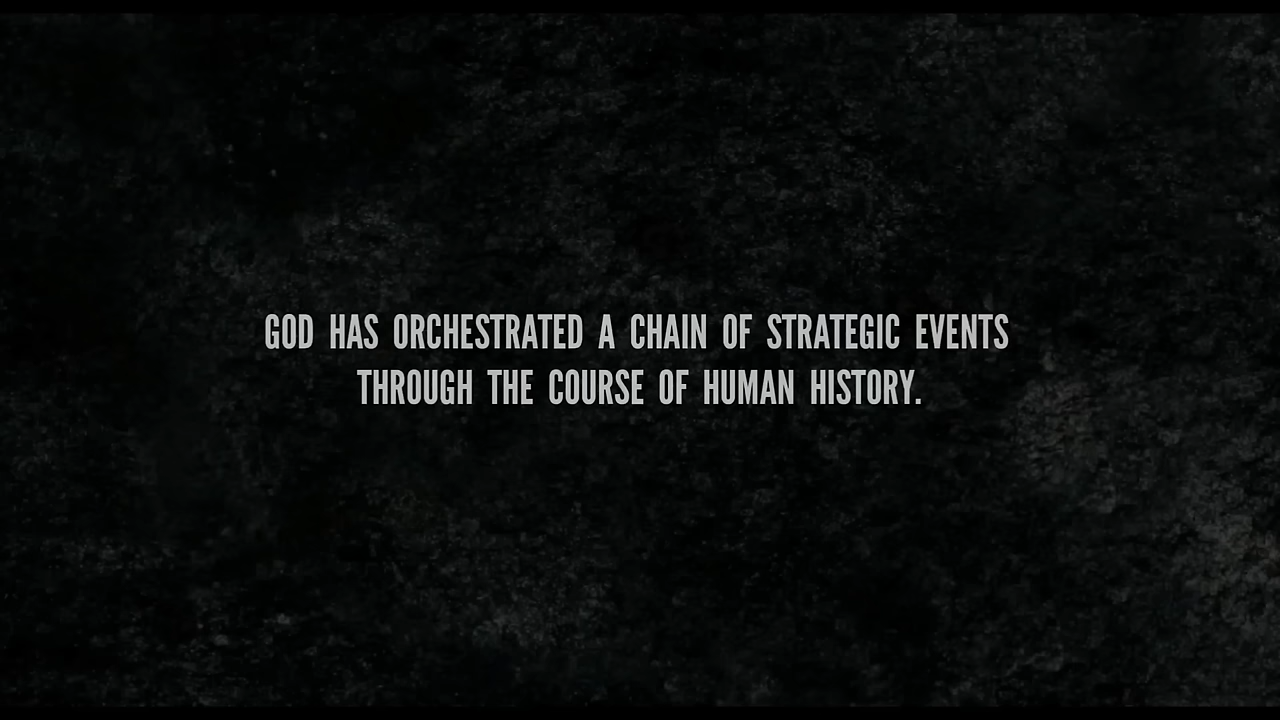 GOD HAS ORCHESTRATED A CHAIN OF STRATEGIC EVENTS
THROUGH THE COURSE OF HUMAN HISTORY.